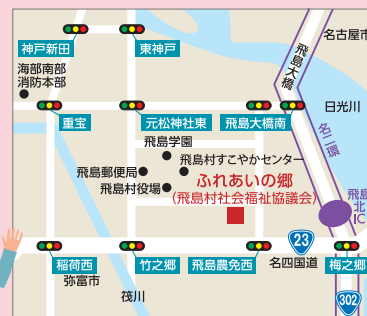 神戸新田
東神戸
名古屋市
飛島大橋
海部南部
消防本部
日光川
重宝
元松神社東
飛島大橋南
名二環
飛島学園
飛島村すこやかセンター
飛島郵便局
ふれあいの郷
飛島村役場
(飛島村社会福祉協議会)
飛島
北
IC
23
稲荷西
竹之郷
飛島農免西
名四国道
梅之郷
弥富市
筏川
302